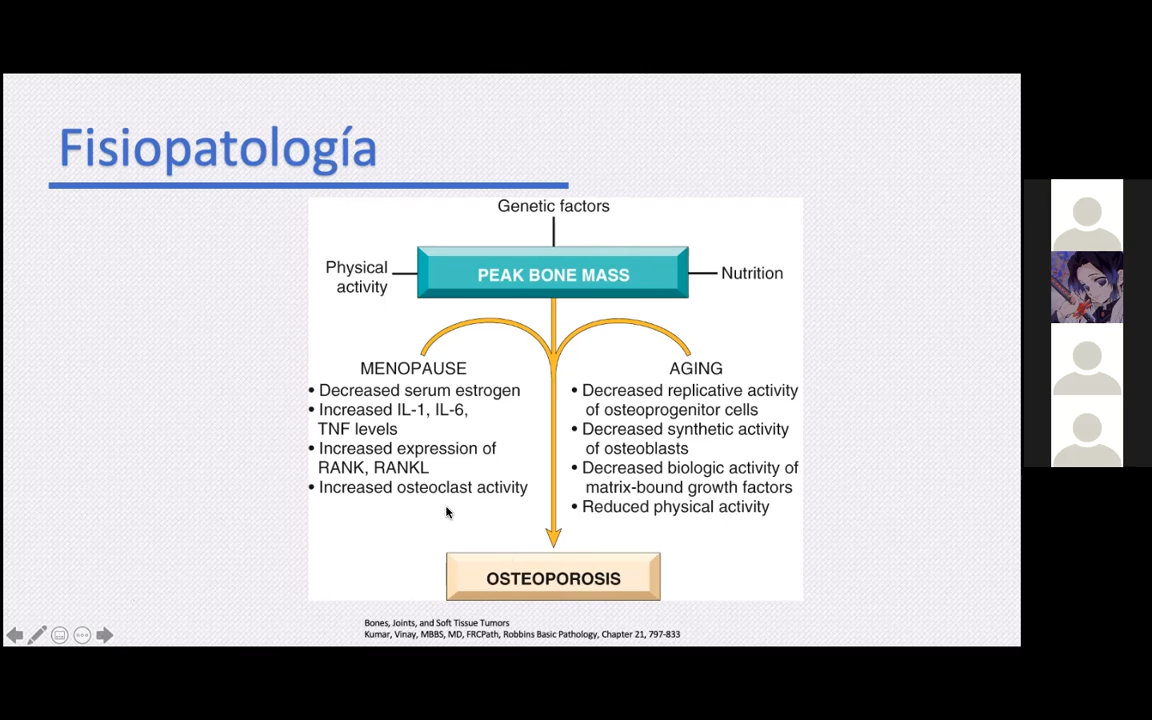 Fisiopatología
Genetic factors
Physical
activity
PEAK BONE MASS
Nutrition
MENOPAUSE
• Decreased serum estrogen
• Increased IL-1, IL-6,
TNF levels
• Increased expression of
RANK, RANKL
• Increased osteoclast activity
AGING
• Decreased replicative activity
of osteoprogenitor cells
• Decreased synthetic activity
of osteoblasts
• Decreased biologic activity of
matrix-bound growth factors
• Reduced physical activity
OSTEOPOROSIS
Bones, Joints, and Soft Tissue Tumors
Kumar, Vinay, MBBS, MD, FRCPath, Robbins Basic Pathology, Chapter 21, 797-833